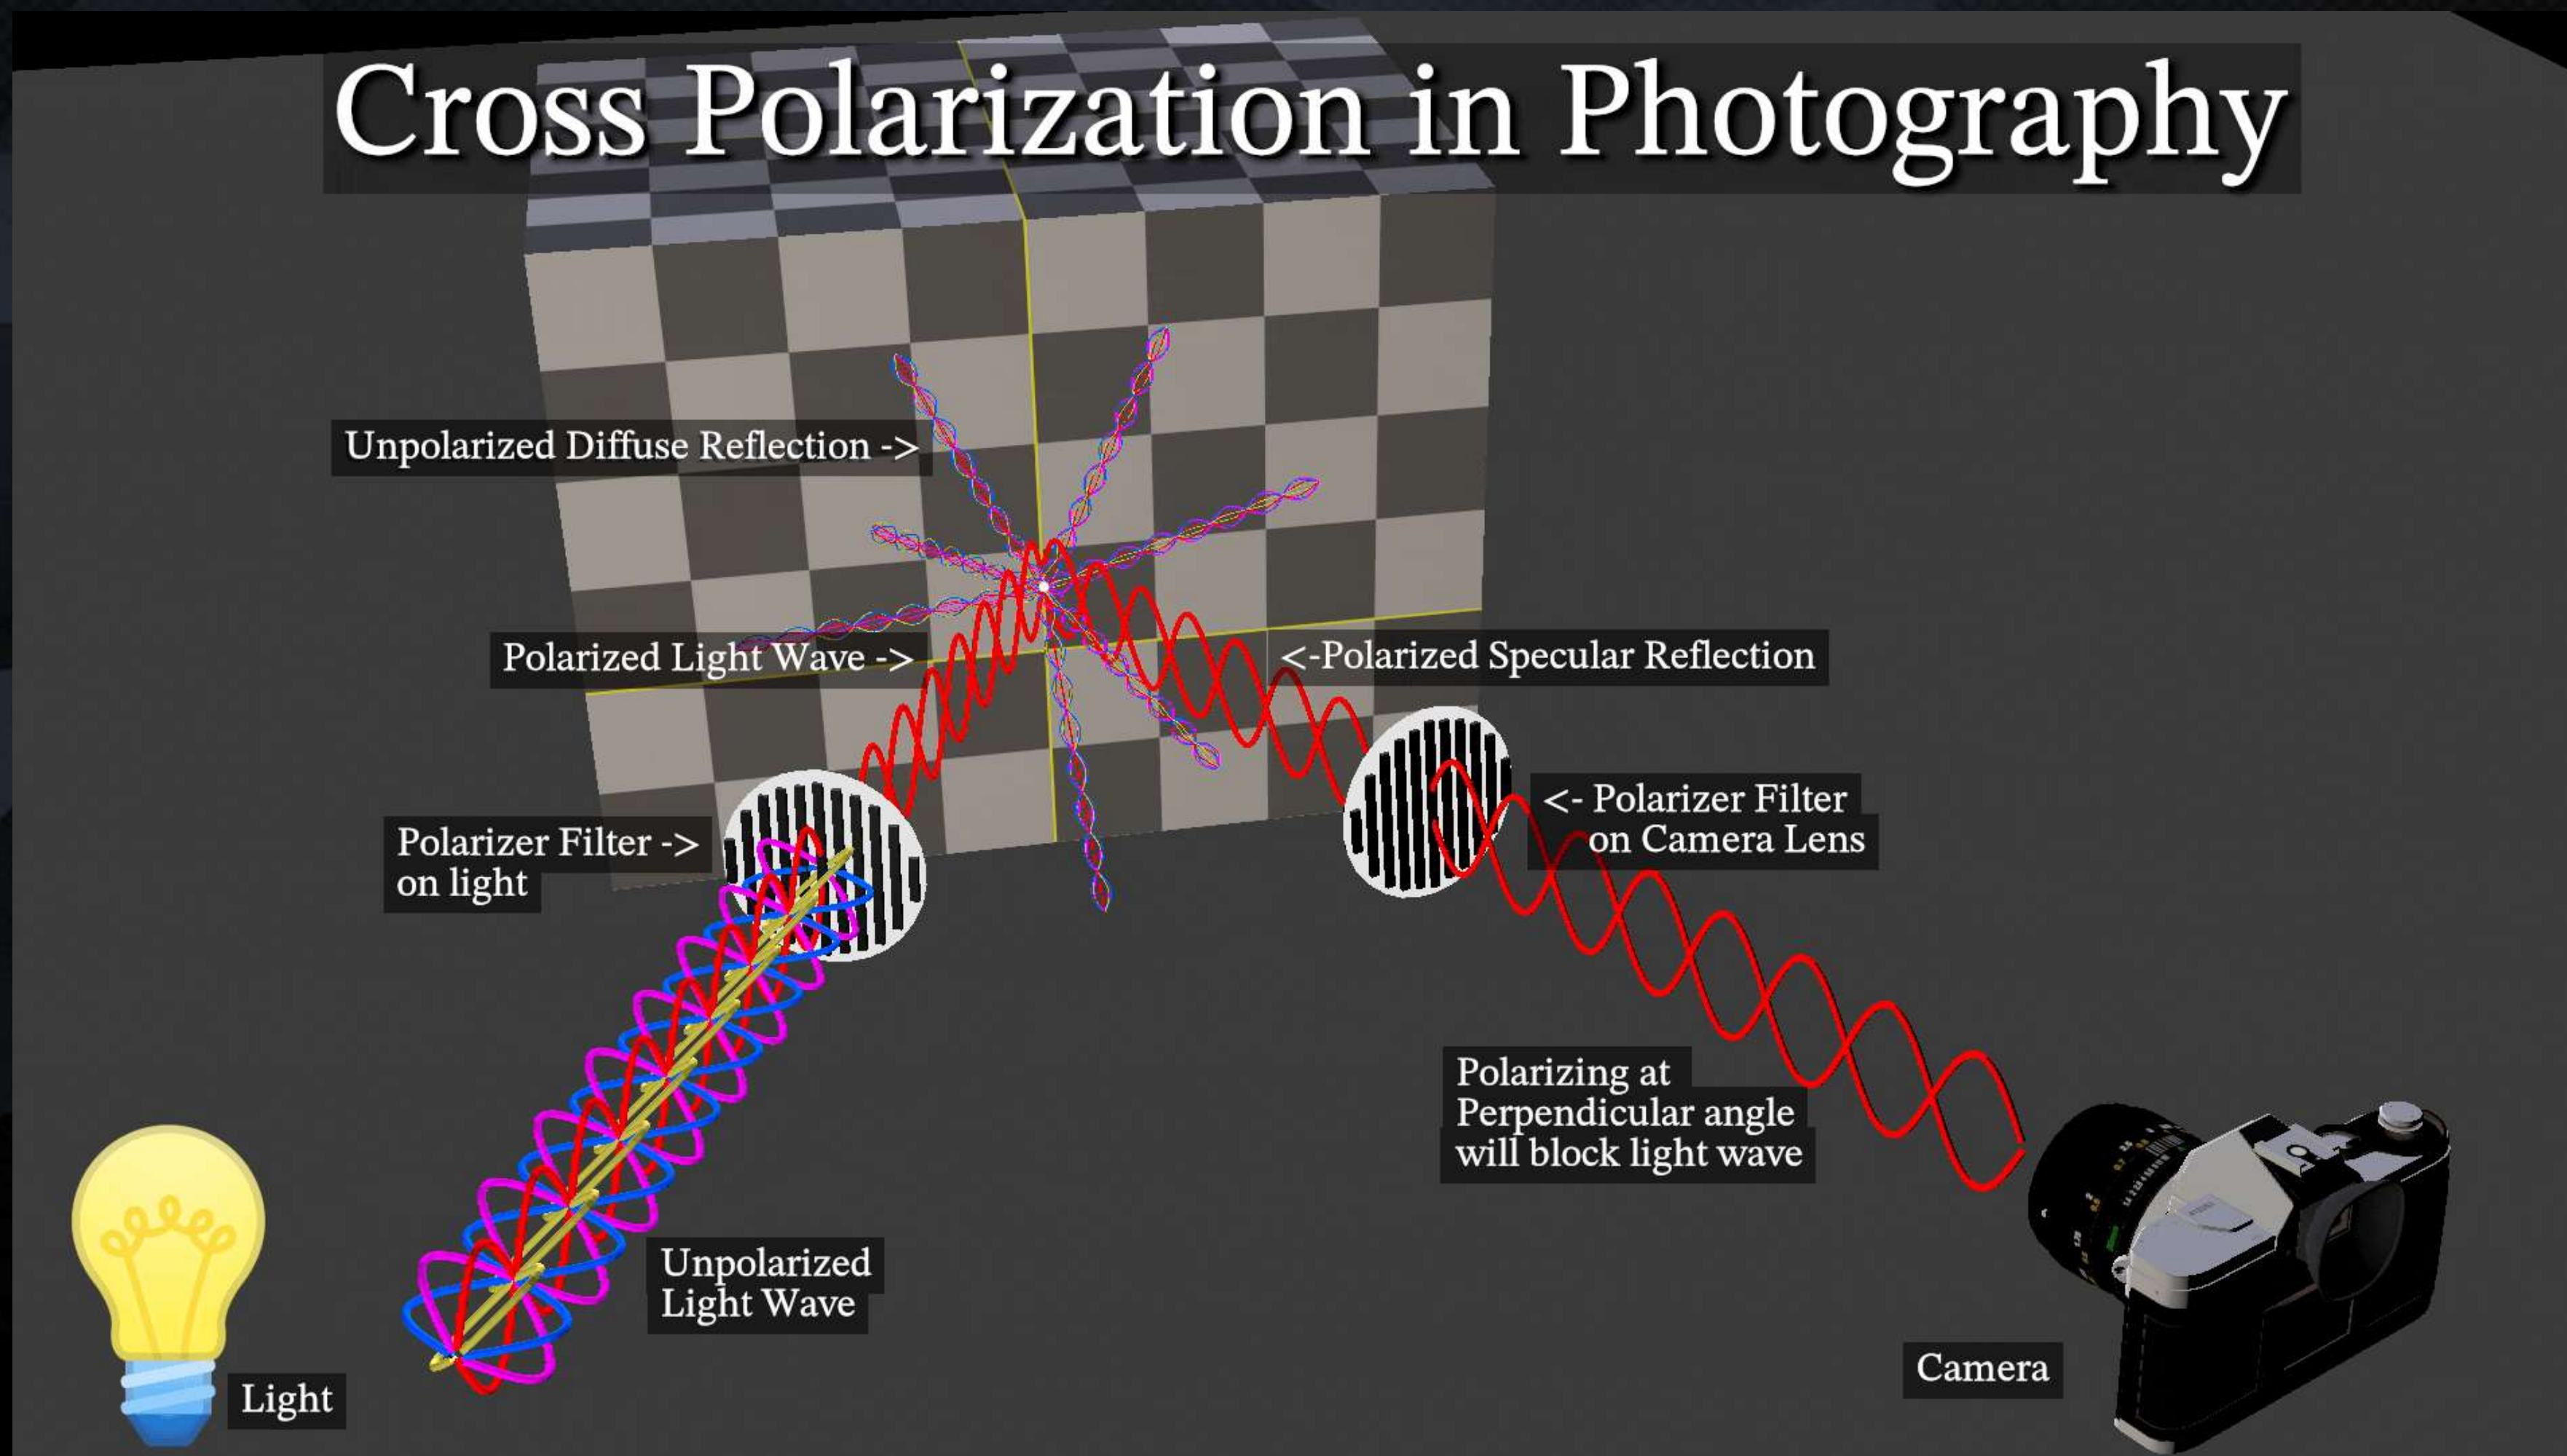 Cross Polarization in Photography
Unpolarized Diffuse Reflection ->
Polarized Light Wave ->
<-Polarized Specular Reflection
Polarizer Filter ->
on light
<- Polarizer Filter
on Camera Lens
Polarizing at
Perpendicular angle
will block light wave
Unpolarized
Light Wave
Light
Camera